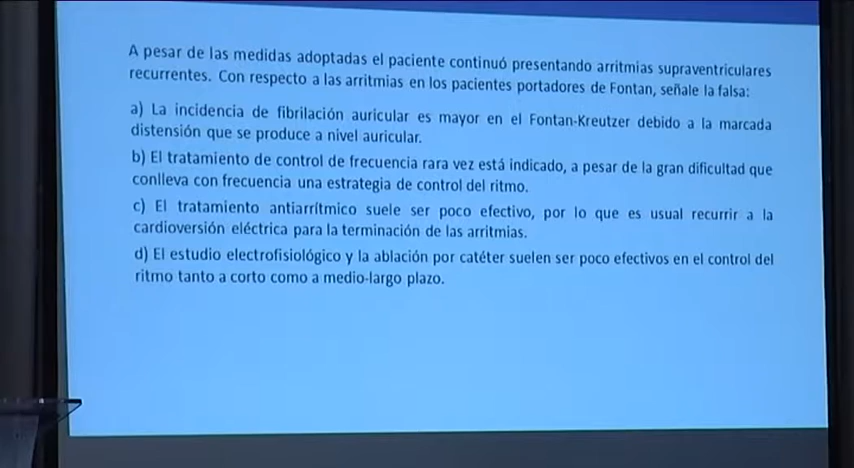 A pesar de las medidas adoptadas el paciente continuó presentando arritmias supraventriculares
recurrentes. Con respecto a las arritmias en los pacientes portadores de Fontan, señale la falsa:
a) La incidencia de fibrilación auricular es mayor en el Fontan-Kreutzer debido a la marcada
distensión que se produce a nivel auricular.
b) El tratamiento de control de frecuencia rara vez está indicado, a pesar de la gran dificultad que
conlleva con frecuencia una estrategia de control del ritmo.
c) El tratamiento antiarrítmico suele ser poco efectivo, por lo que es usual recurrir a la
cardioversión eléctrica para la terminación de las arritmias.
d) El estudio electrofisiológico y la ablación por catéter suelen ser poco efectivos en el control del
ritmo tanto a corto como a medio-largo plazo.